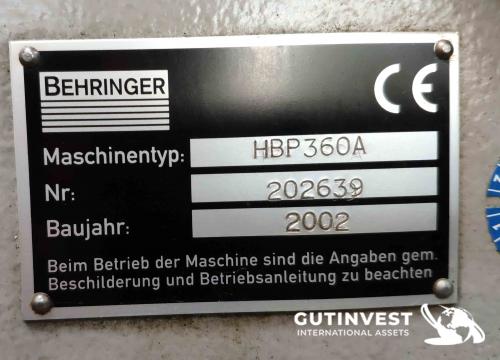 BEHRINGER
CE
Maschinentyp: HBP360A
Nr: 202639
Baujahr: 2002
Beim Betrieb der Maschine sind die Angaben gem.
Beschilderung und Betriebsanleitung zu beachten
GUTINVEST
INTERNATIONAL ASSETS